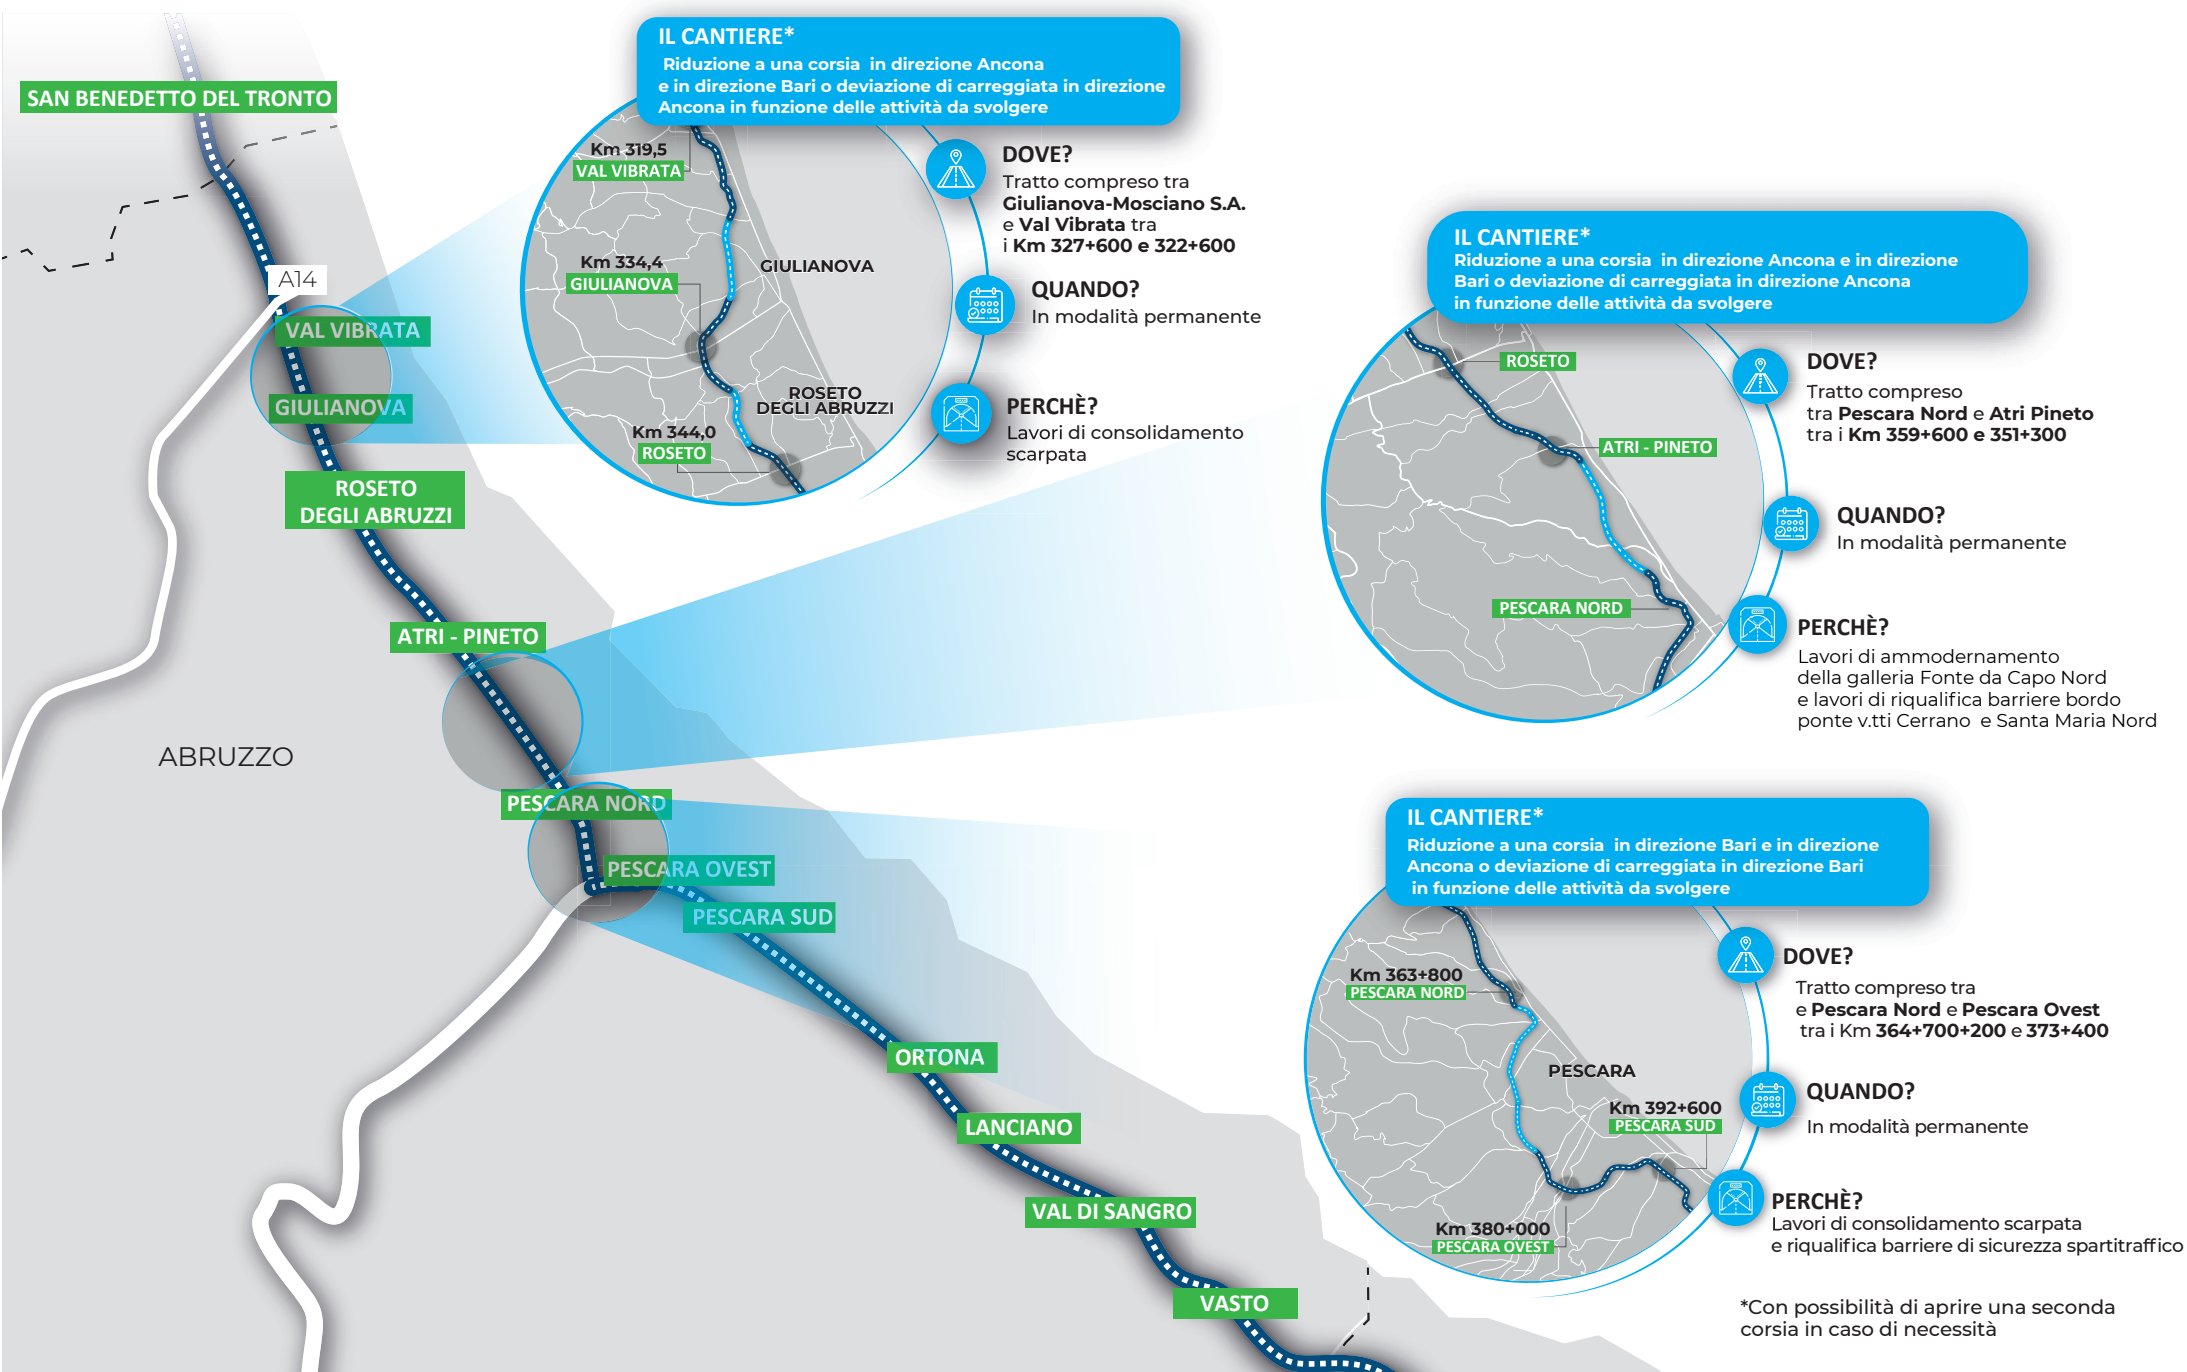 SAN BENEDETTO DEL TRONTO
A14
VAL VIBRATA
GIULIANOVA
ROSETO
DEGLI ABRUZZI
ATRI - PINETO
ABRUZZO
PESCARA NORD
PESCARA OVEST
PESCARA SUD
ORTONA
LANCIANO
VAL DI SANGRO
VASTO
IL CANTIERE*
Riduzione a una corsia in direzione Ancona
e in direzione Bari o deviazione di carreggiata in direzione
Ancona in funzione delle attività da svolgere
Km 319,5
VAL VIBRATA
Km 334,4
GIULIANOVA
GIULIANOVA
ROSETO
DEGLI ABRUZZI
Km 344,0
ROSETO
DOVE?
Tratto compreso tra
Giulianova-Mosciano S.A.
e Val Vibrata tra
i Km 327+600 e 322+600
QUANDO?
In modalità permanente
PERCHÈ?
Lavori di consolidamento
scarpata
IL CANTIERE*
Riduzione a una corsia in direzione Ancona e in direzione
Bari o deviazione di carreggiata in direzione Ancona
in funzione delle attività da svolgere
ROSETO
ATRI - PINETO
PESCARA NORD
DOVE?
Tratto compreso
tra Pescara Nord e Atri Pineto
tra i Km 359+600 e 351+300
QUANDO?
In modalità permanente
PERCHÈ?
Lavori di ammodernamento
della galleria Fonte da Capo Nord
e lavori di riqualifica barriere bordo
ponte v.tti Cerrano e Santa Maria Nord
IL CANTIERE*
Riduzione a una corsia in direzione Bari e in direzione
Ancona o deviazione di carreggiata in direzione Bari
in funzione delle attività da svolgere
Km 363+800
PESCARA NORD
PESCARA
Km 392+600
PESCARA SUD
Km 380+000
PESCARA OVEST
DOVE?
Tratto compreso tra
e Pescara Nord e Pescara Ovest
tra i Km 364+700+200 e 373+400
QUANDO?
In modalità permanente
PERCHÈ?
Lavori di consolidamento scarpata
e riqualifica barriere di sicurezza spartitraffico
*Con possibilità di aprire una seconda
corsia in caso di necessità